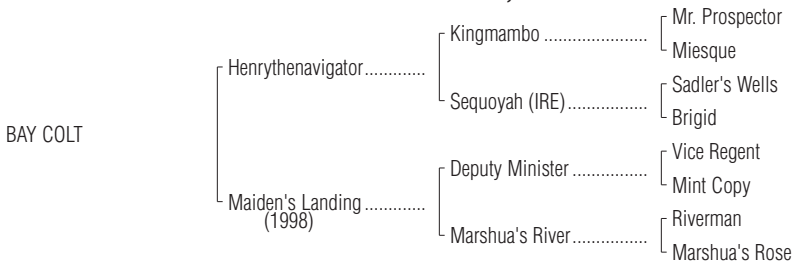 Mr. Prospector
Kingmambo ......................
Miesque
Henrythenavigator.............
Sadler's Wells
Sequoyah (IRE).................
Brigid
BAY COLT
Vice Regent
Deputy Minister ................
Mint Copy
Maiden's Landing .............
(1998)
Riverman
Marshua's River................
Marshua's Rose